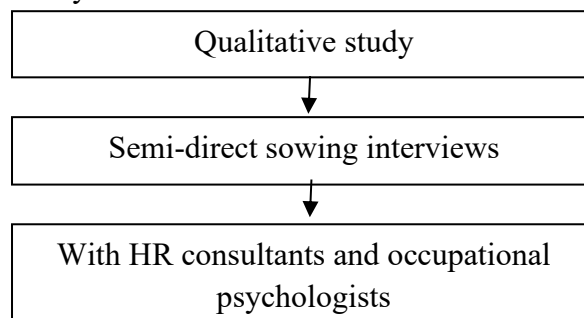 Qualitative study
Semi-direct sowing interviews
With HR consultants and occupational
psychologists